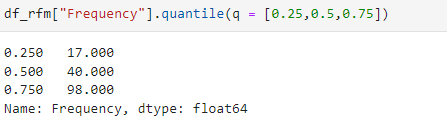 df_rfm["Frequency"].quantile(q = [0.25,0.5,0.75])
0.250   17.000
0.500   40.000
0.750   98.000
Name: Frequency, dtype: float64